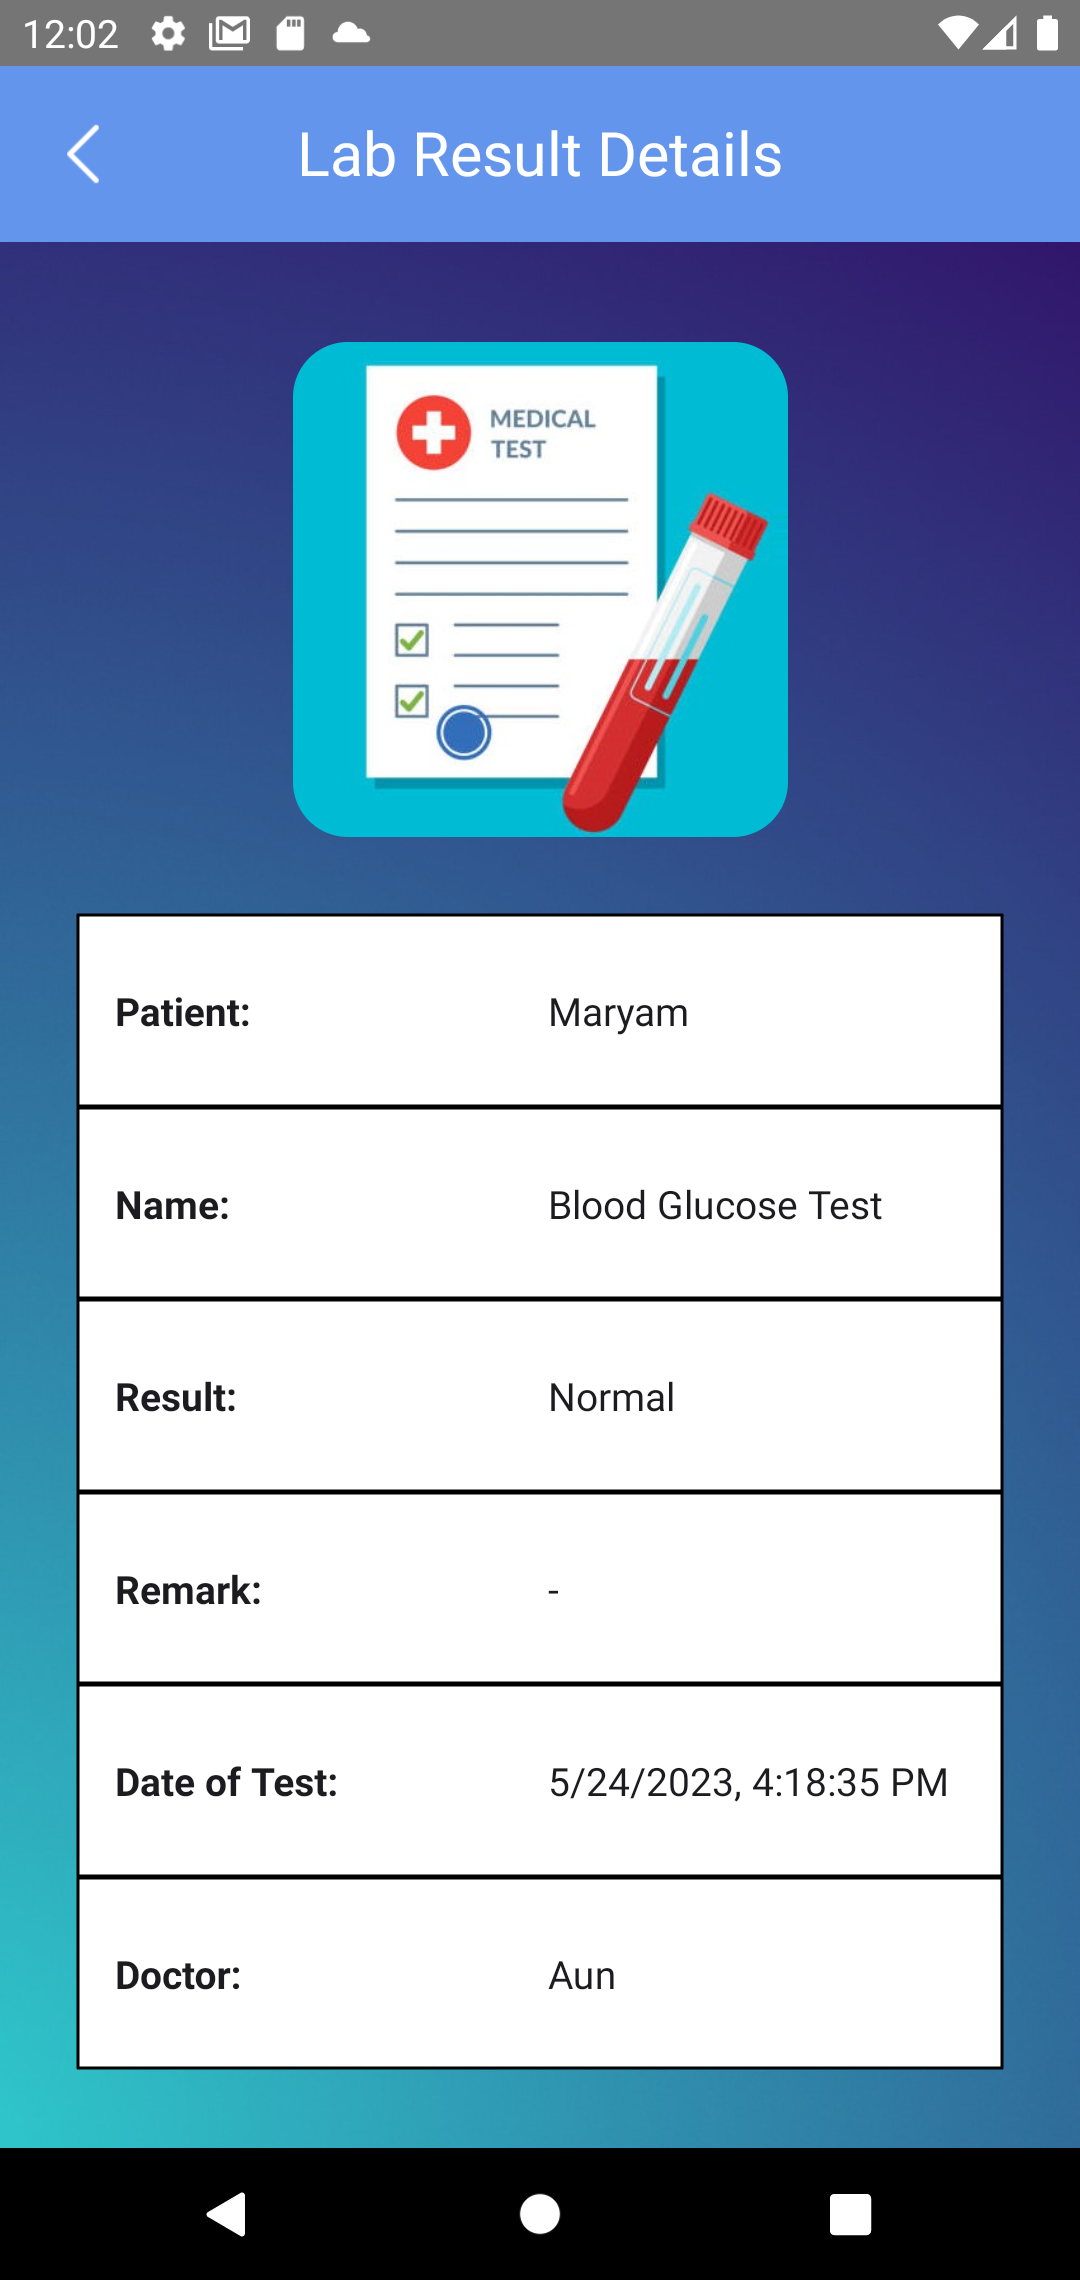 12:02
Lab Result Details
MEDICAL
TEST
Patient: Maryam
Name: Blood Glucose Test
Result: Normal
Remark: -
Date of Test: 5/24/2023, 4:18:35 PM
Doctor: Aun